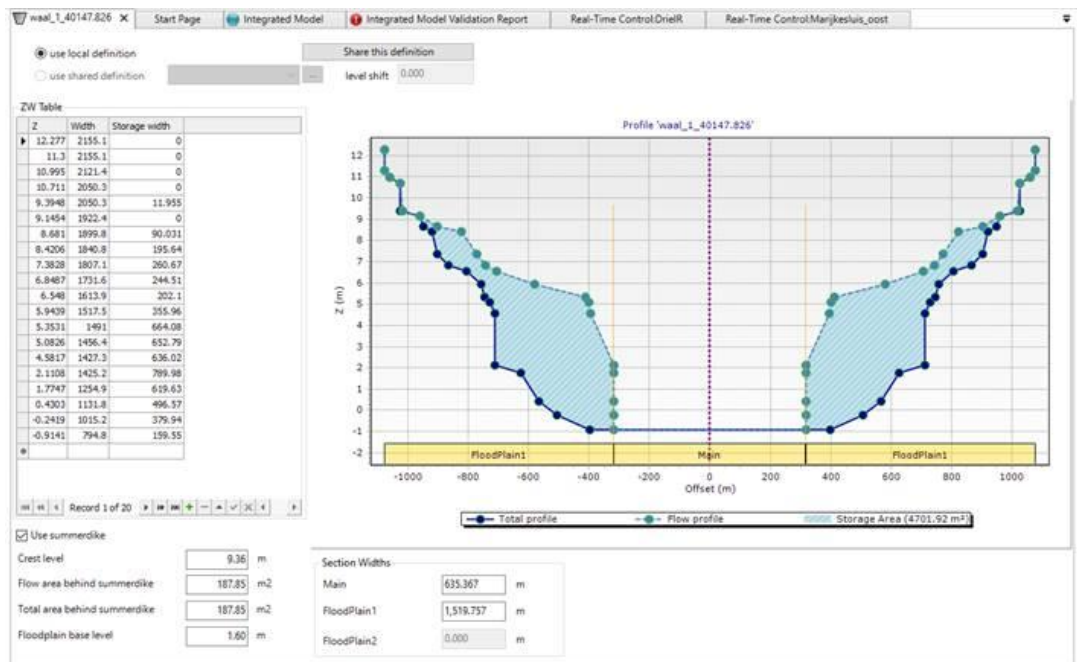 waal_1_40147.826 Start Page Integrated Model Integrated Model Validation Report Real-Time Control:DrielR Real-Time Control:Marijkesluis_oost
use local definition Share this definition
use shared definition ... level shift 0.000
ZW Table
Z Width Storage width
12.277 2155.1 0
11.3 2155.1 0
10.995 2121.4 0
10.711 2050.3 0
9.3948 2050.3 11.955
9.1454 1922.4 0
8.681 1899.8 90.031
8.4206 1840.8 195.64
7.3828 1807.1 260.67
6.8487 1731.6 244.51
6.548 1613.9 202.1
5.9439 1517.5 355.96
5.3531 1491 664.08
5.0826 1456.4 652.79
4.5817 1427.3 636.02
2.1108 1425.2 789.98
1.7747 1254.9 619.63
0.4303 1131.8 496.57
-0.2419 1015.2 379.94
-0.9141 794.8 159.55
Record 1 of 20
Profile 'waal_1_40147.826'
Z (m)
12
11
10
9
8
7
6
5
4
3
2
1
0
-1
-2
FloodPlain1 Main FloodPlain1
-1000 -800 -600 -400 -200 0 200 400 600 800 1000
Offset (m)
Total profile Flow profile Storage Area (4701.92 m²)
Use summerdike
Crest level 9.36 m
Flow area behind summerdike 187.85 m2
Total area behind summerdike 187.85 m2
Floodplain base level 1.60 m
Section Widths
Main 635.367 m
FloodPlain1 1,519.757 m
FloodPlain2 0.000 m